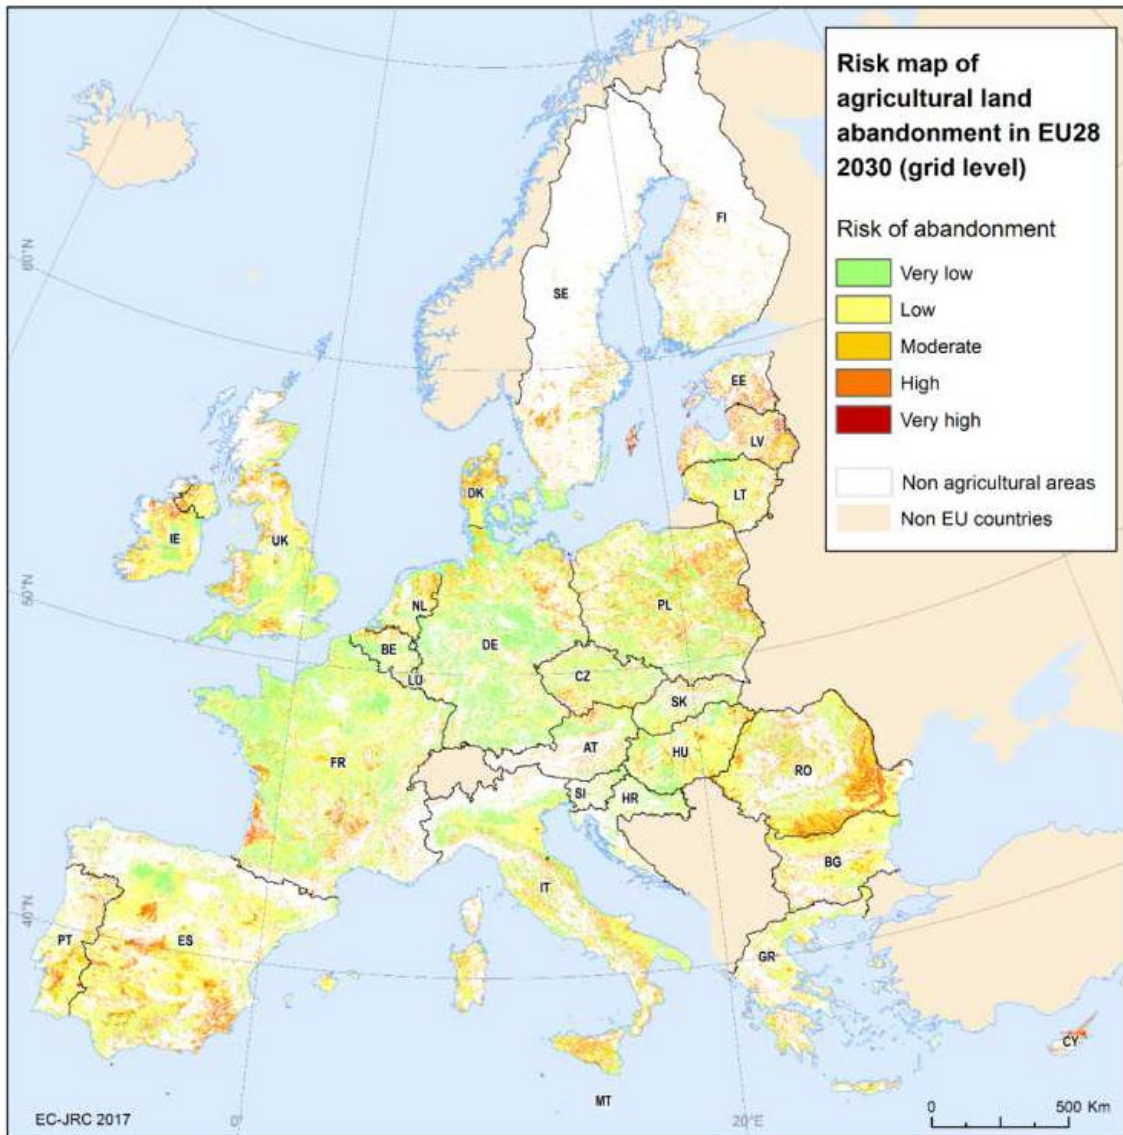 Risk map of
agricultural land
abandonment in EU28
2030 (grid level)
Risk of abandonment
Very low
Low
Moderate
High
Very high
Non agricultural areas
Non EU countries
60°N
50°N
40°N
FI
SE
EE
LV
LT
DK
IE
UK
NL
PL
BE
DE
LU
CZ
SK
AT
HU
FR
RO
SI
HR
BG
IT
PT
ES
GR
CY
MT
EC-JRC 2017
0°
20°E
0
500 Km